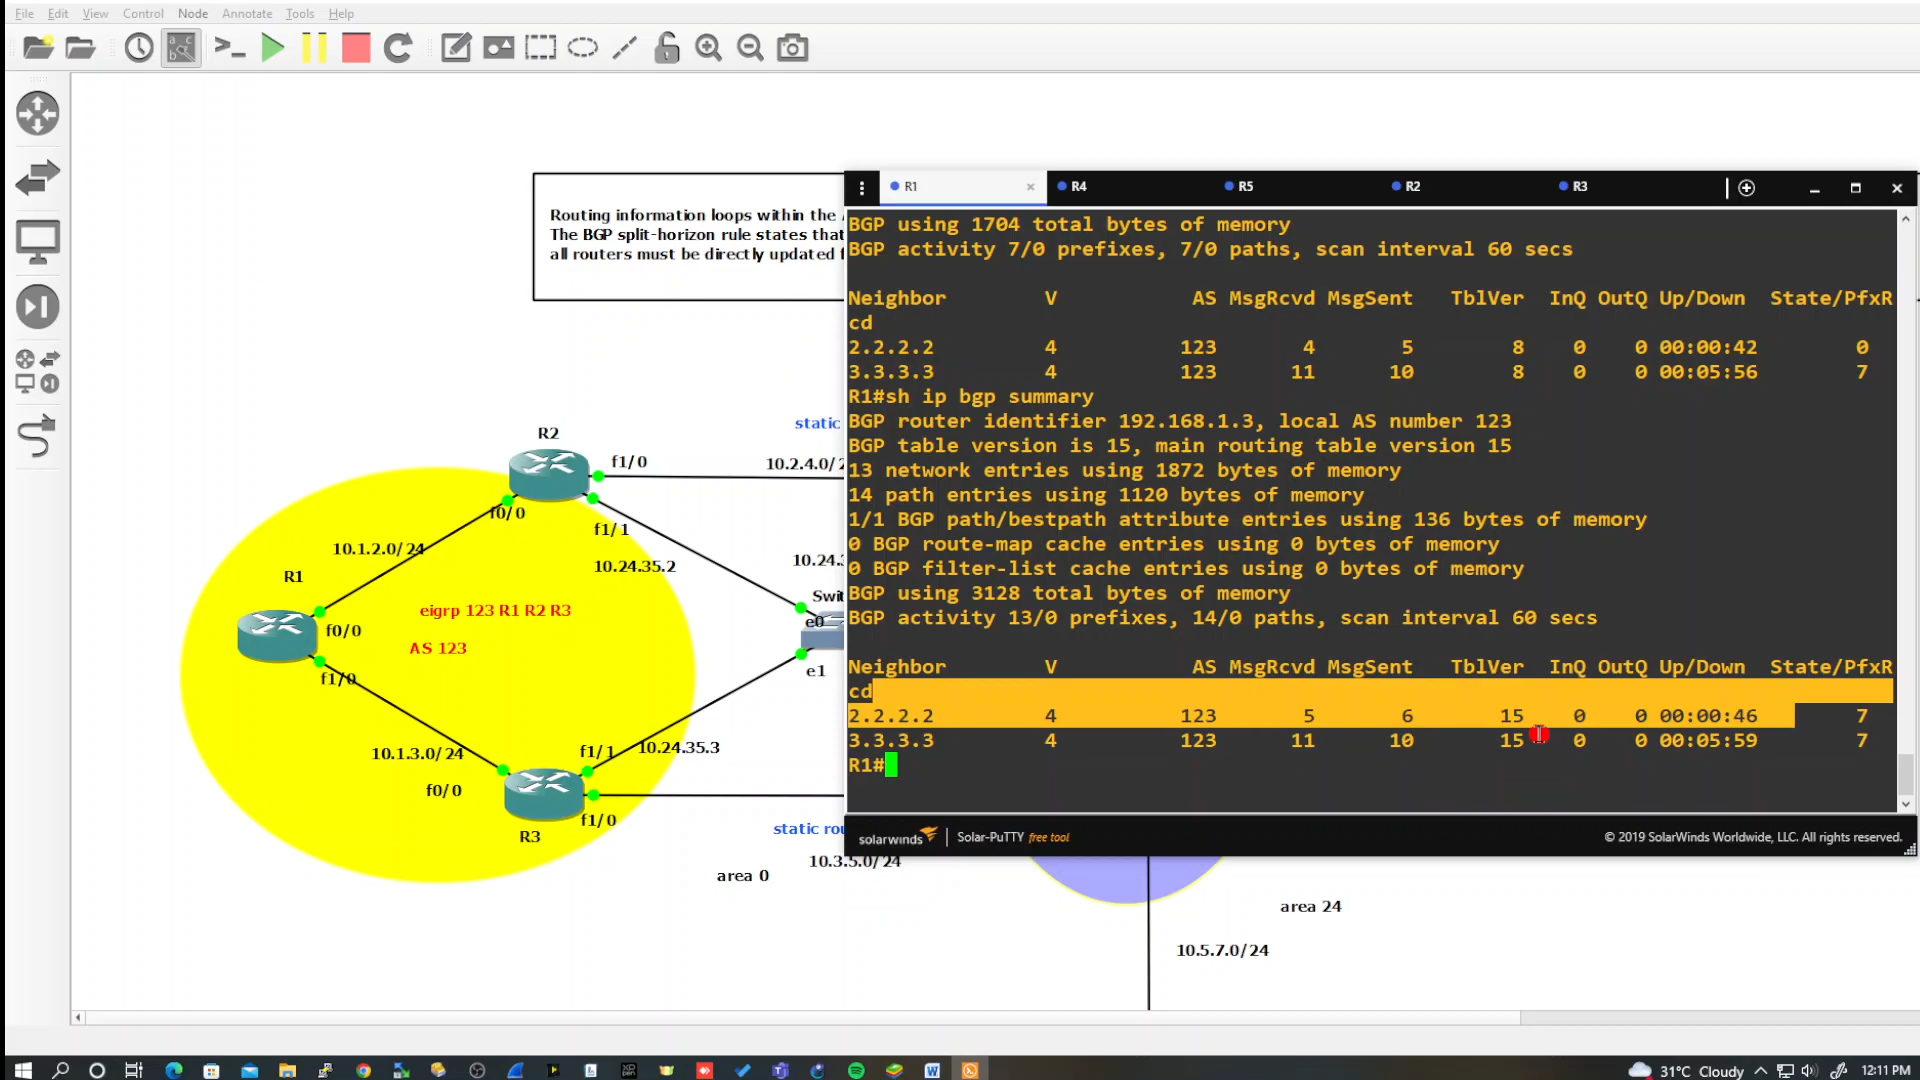 File Edit View Control Node Annotate Tools Help
Routing information loops within the
The BGP split-horizon rule states that
all routers must be directly updated
R1 R4 R5 R2 R3
BGP using 1704 total bytes of memory
BGP activity 7/0 prefixes, 7/0 paths, scan interval 60 secs
Neighbor V AS MsgRcvd MsgSent TblVer InQ OutQ Up/Down State/PfxR
cd
2.2.2.2 4 123 4 5 8 0 0 00:00:42 0
3.3.3.3 4 123 11 10 8 0 0 00:05:56 7
R1#sh ip bgp summary
BGP router identifier 192.168.1.3, local AS number 123
BGP table version is 15, main routing table version 15
13 network entries using 1872 bytes of memory
14 path entries using 1120 bytes of memory
1/1 BGP path/bestpath attribute entries using 136 bytes of memory
0 BGP route-map cache entries using 0 bytes of memory
0 BGP filter-list cache entries using 0 bytes of memory
BGP using 3128 total bytes of memory
BGP activity 13/0 prefixes, 14/0 paths, scan interval 60 secs
Neighbor V AS MsgRcvd MsgSent TblVer InQ OutQ Up/Down State/PfxR
cd
2.2.2.2 4 123 5 6 15 0 0 00:00:46 7
3.3.3.3 4 123 11 10 15 0 0 00:05:59 7
R1#
solarwinds Solar-PuTTY free tool © 2019 SolarWinds Worldwide, LLC. All rights reserved.
static
R2
f1/0
10.2.4.0/2
f0/0
f1/1
10.1.2.0/24
10.24.35.2
10.24.
R1
Swit
eigrp 123 R1 R2 R3
e0
f0/0
AS 123
e1
f1/0
10.1.3.0/24
f1/1
10.24.35.3
f0/0
f1/0
static rou
R3
10.3.5.0/24
area 0
area 24
10.5.7.0/24
31°C Cloudy 12:11 PM